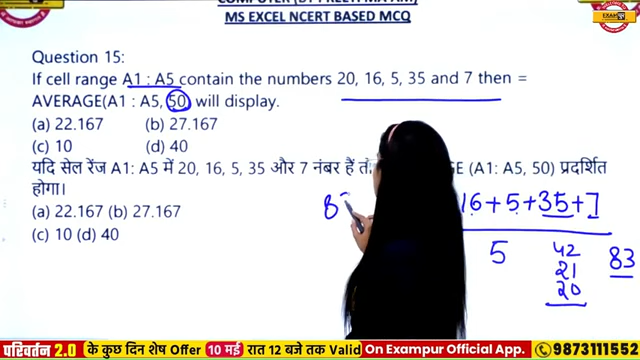 MS EXCEL NCERT BASED MCQ
Question 15:
If cell range A1 : A5 contain the numbers 20, 16, 5, 35 and 7 then =
AVERAGE(A1 : A5, 50) will display.
(a) 22.167 (b) 27.167
(c) 10 (d) 40
यदि सेल रेंज A1: A5 में 20, 16, 5, 35 और 7 नंबर हैं (A1: A5, 50) प्रदर्शित
होगा।
(a) 22.167 (b) 27.167
(c) 10 (d) 40
16+5+35+7
5
42
21
20
83
परिवर्तन 2.0 के कुछ दिन शेष Offer 10 मई रात 12 बजे तक Valid On Exampur Official App. 9873111552